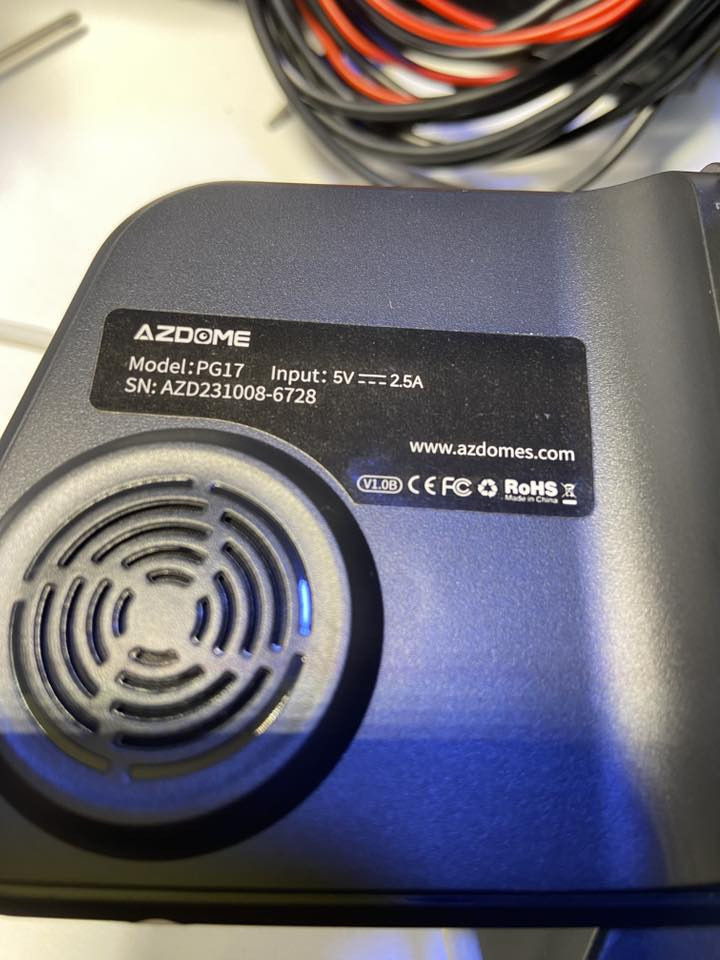 AZDOME
Model:PG17 Input: 5V 2.5A
SN: AZD231008-6728
www.azdomes.com
V1.0B CE FC RoHS
Made in China